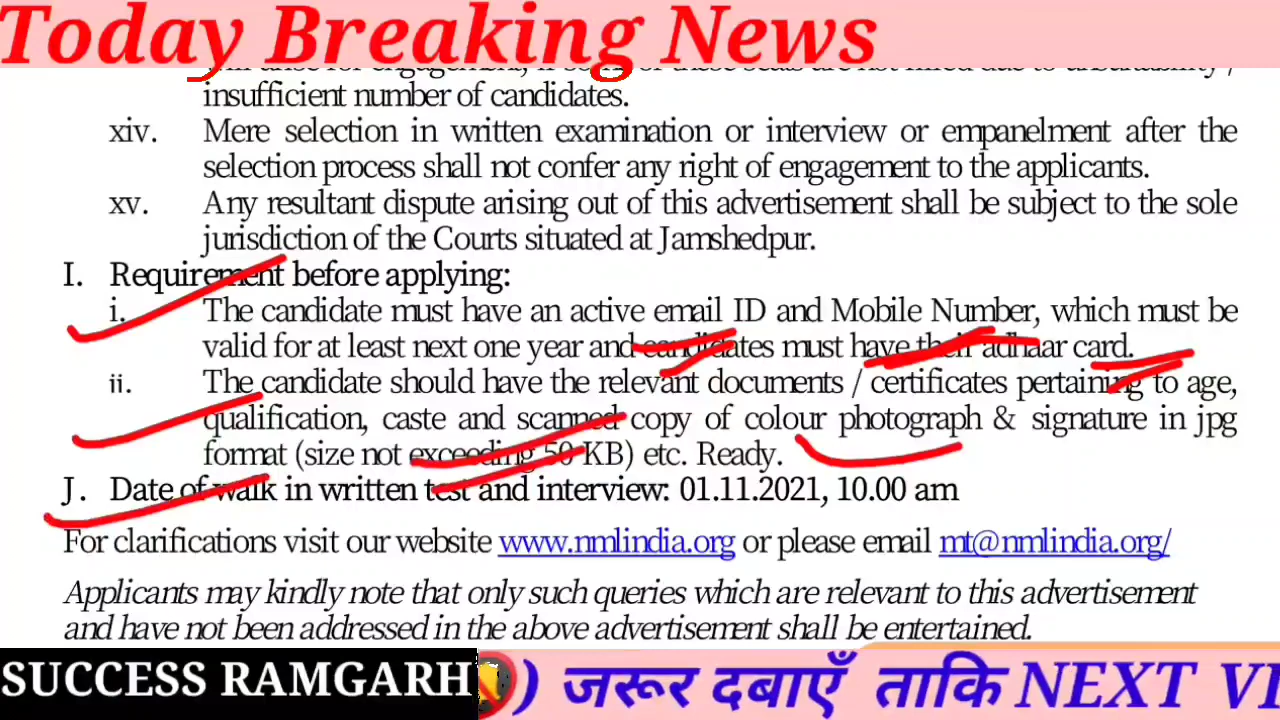 Today Breaking News
insufficient number of candidates.
xiv. Mere selection in written examination or interview or empanelment after the
selection process shall not confer any right of engagement to the applicants.
xv. Any resultant dispute arising out of this advertisement shall be subject to the sole
jurisdiction of the Courts situated at Jamshedpur.
I. Requirement before applying:
i. The candidate must have an active email ID and Mobile Number, which must be
valid for at least next one year and candidates must have their adhaar card.
ii. The candidate should have the relevant documents / certificates pertaining to age,
qualification, caste and scanned copy of colour photograph & signature in jpg
format (size not exceeding 50 KB) etc. Ready.
J. Date of walk in written test and interview: 01.11.2021, 10.00 am
For clarifications visit our website www.nmlindia.org or please email mt@nmlindia.org/
Applicants may kindly note that only such queries which are relevant to this advertisement
and have not been addressed in the above advertisement shall be entertained.
SUCCESS RAMGARH ) जरूर दबाएँ ताकि NEXT VI